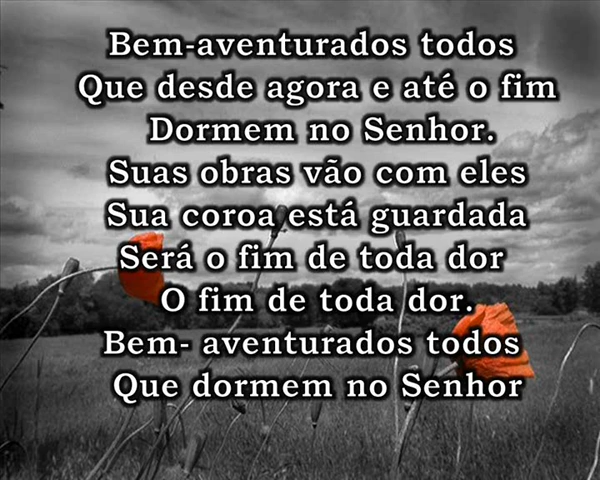 Bem-aventurados todos
Que desde agora e até o fim
Dormem no Senhor.
Suas obras vão com eles
Sua coroa está guardada
Será o fim de toda dor
O fim de toda dor.
Bem- aventurados todos
Que dormem no Senhor